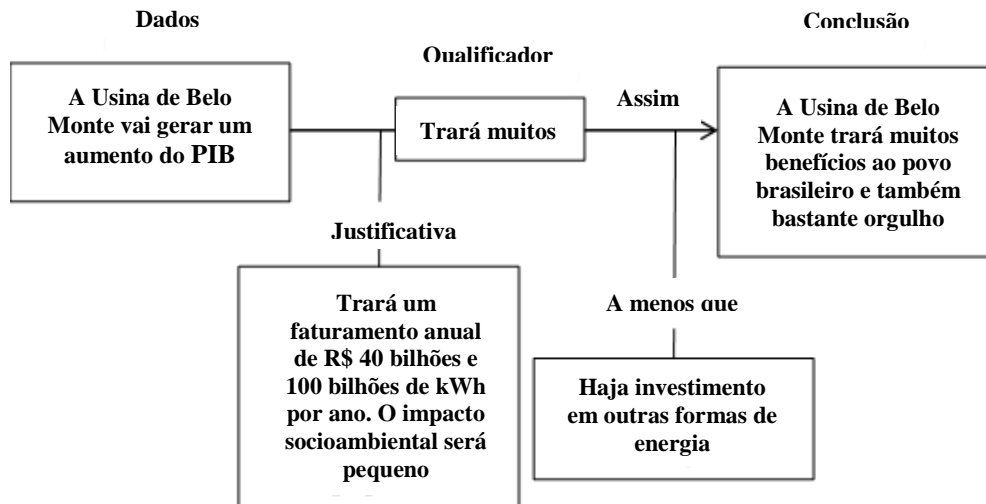 Dados
Conclusão
Qualificador
A Usina de Belo
Monte vai gerar um
aumento do PIB
Trará muitos
Assim
A Usina de Belo
Monte trará muitos
benefícios ao povo
brasileiro e também
bastante orgulho
Justificativa
Trará um
faturamento anual
de R$ 40 bilhões e
100 bilhões de kWh
por ano. O impacto
socioambiental será
pequeno
A menos que
Haja investimento
em outras formas de
energia